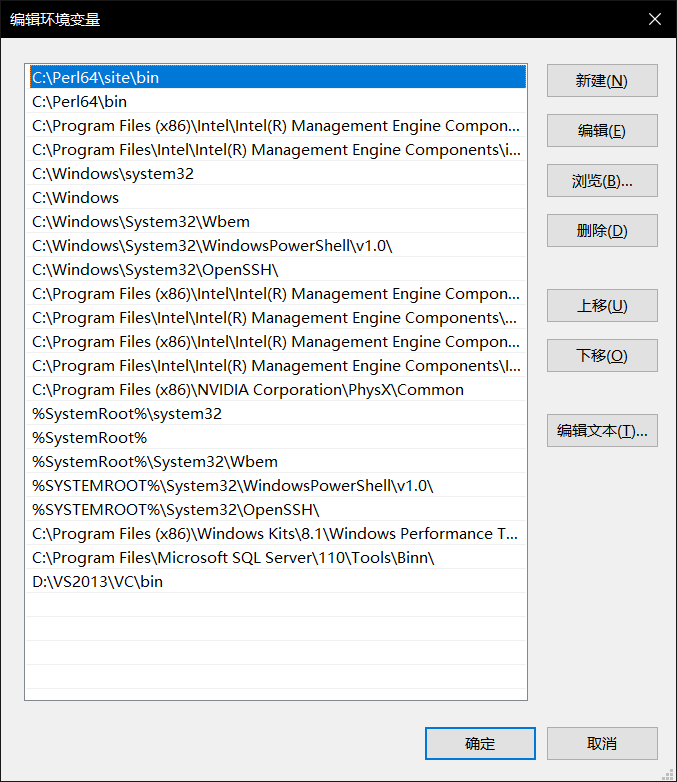 编辑环境变量
C:\Perl64\site\bin
C:\Perl64\bin
C:\Program Files (x86)\Intel\Intel(R) Management Engine Compon...
C:\Program Files\Intel\Intel(R) Management Engine Components\i...
C:\Windows\system32
C:\Windows
C:\Windows\System32\Wbem
C:\Windows\System32\WindowsPowerShell\v1.0\
C:\Windows\System32\OpenSSH\
C:\Program Files (x86)\Intel\Intel(R) Management Engine Compon...
C:\Program Files\Intel\Intel(R) Management Engine Components\...
C:\Program Files (x86)\Intel\Intel(R) Management Engine Compon...
C:\Program Files\Intel\Intel(R) Management Engine Components\I...
C:\Program Files (x86)\NVIDIA Corporation\PhysX\Common
%SystemRoot%\system32
%SystemRoot%
%SystemRoot%\System32\Wbem
%SYSTEMROOT%\System32\WindowsPowerShell\v1.0\
%SYSTEMROOT%\System32\OpenSSH\
C:\Program Files (x86)\Windows Kits\8.1\Windows Performance T...
C:\Program Files\Microsoft SQL Server\110\Tools\Binn\
D:\VS2013\VC\bin
新建(N)
编辑(E)
浏览(B)...
删除(D)
上移(U)
下移(O)
编辑文本(T)...
确定
取消